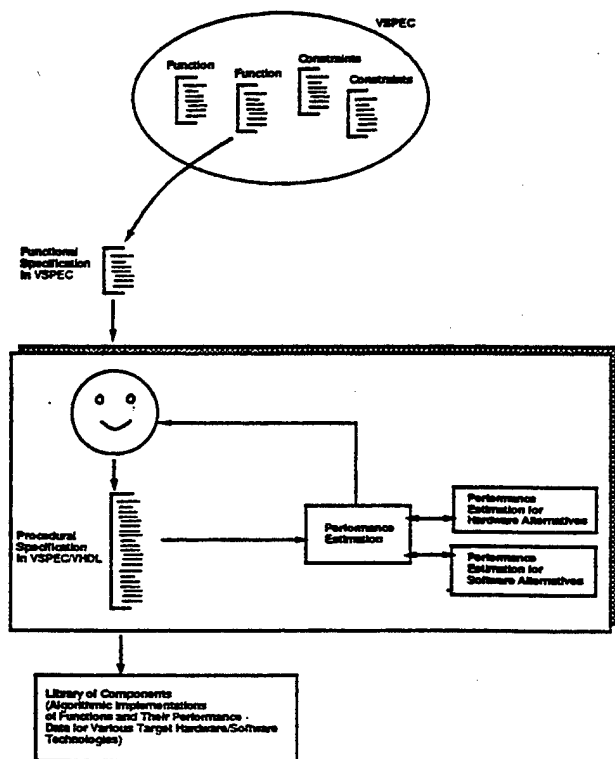 VSPEC
Function
Function
Constraints
Constraints
Functional
Specification
in VSPEC
Procedural
Specification
in VSPEC/VHDL
Performance
Estimation
Performance
Estimation for
Hardware Alternatives
Performance
Estimation for
Software Alternatives
Library of Components
(Algorithmic Implementations
of Functions and Their Performance
Data for Various Target Hardware/Software
Technologies)